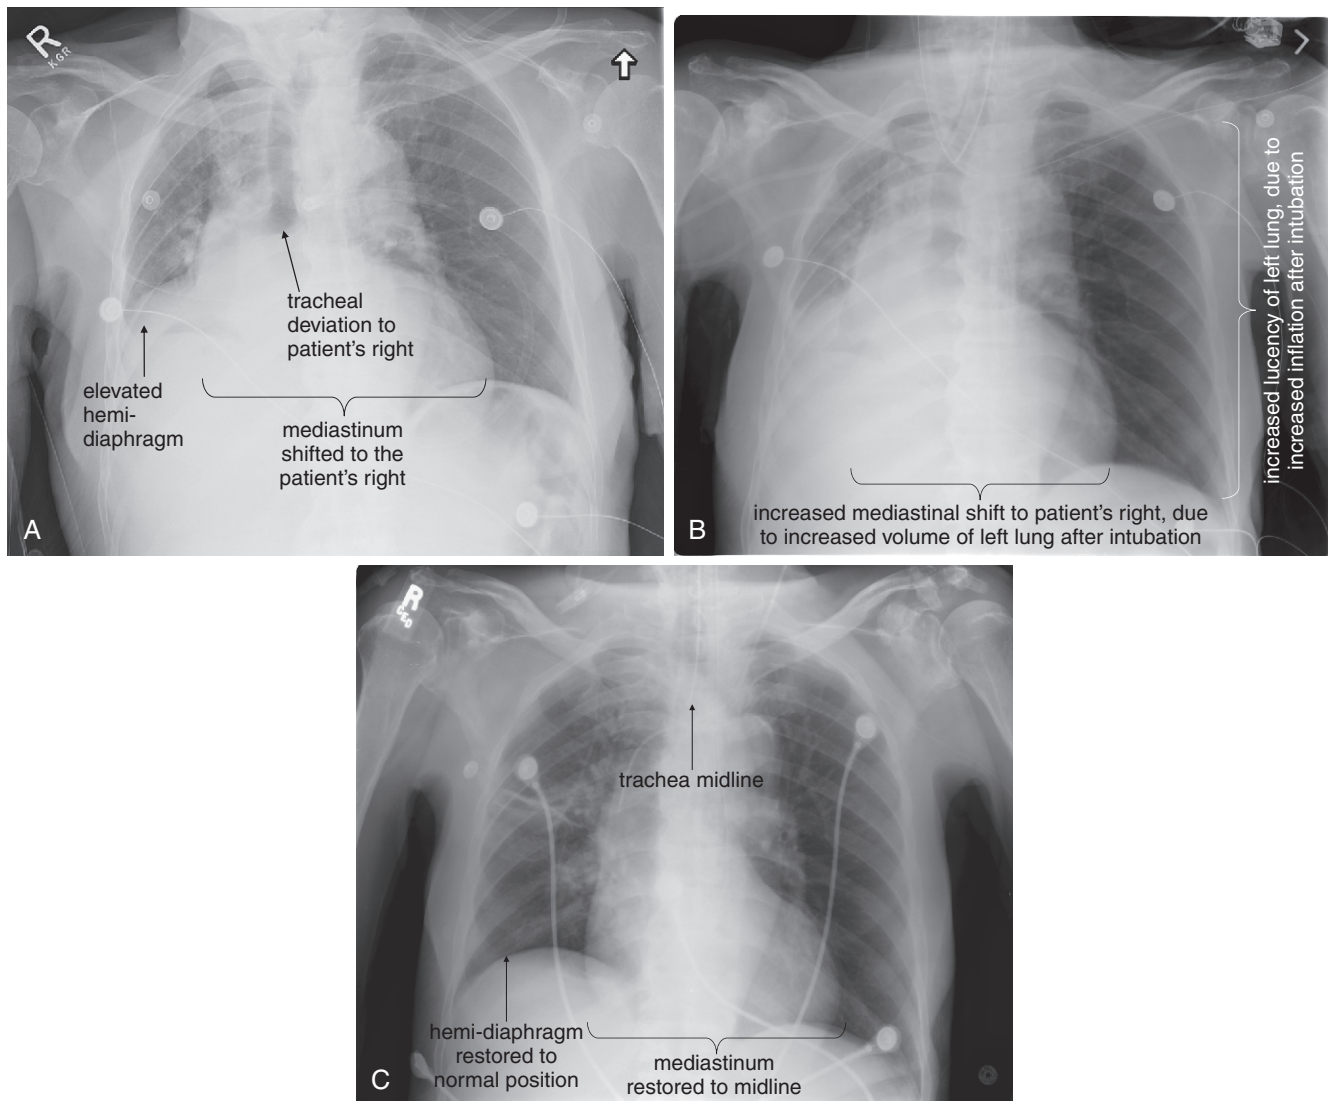 R
KGR
tracheal
deviation to
patient's right
elevated
hemi-
diaphragm
mediastinum
shifted to the
patient's right
A
increased lucency of left lung, due to
increased inflation after intubation
increased mediastinal shift to patient's right, due
to increased volume of left lung after intubation
B
R
CED
trachea midline
hemi-diaphragm
restored to
normal position
mediastinum
restored to midline
C